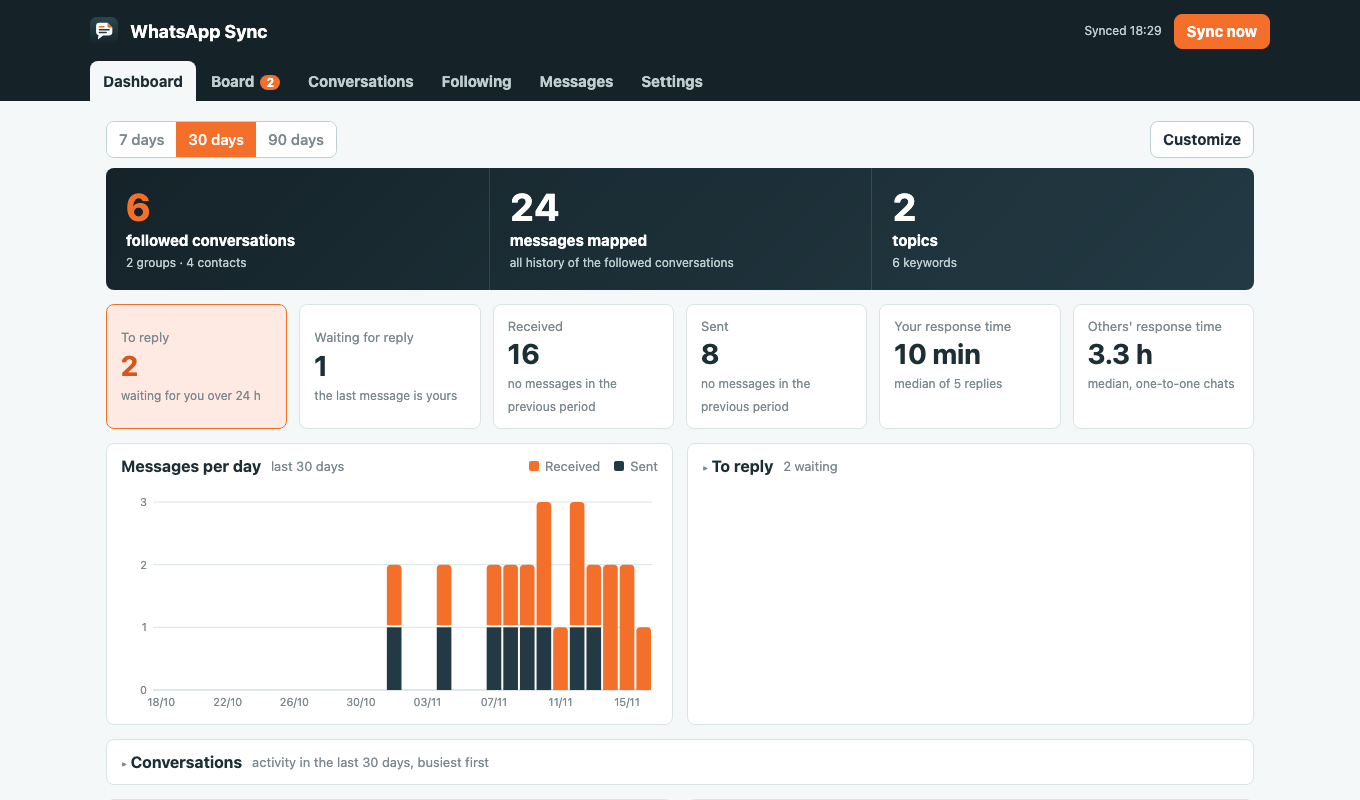 WhatsApp Sync
Synced 18:29
Sync now
Dashboard
Board 2
Conversations
Following
Messages
Settings
7 days
30 days
90 days
Customize
6
followed conversations
2 groups · 4 contacts
24
messages mapped
all history of the followed conversations
2
topics
6 keywords
To reply
2
waiting for you over 24 h
Waiting for reply
1
the last message is yours
Received
16
no messages in the
previous period
Sent
8
no messages in the
previous period
Your response time
10 min
median of 5 replies
Others' response time
3.3 h
median, one-to-one chats
Messages per day last 30 days
Received
Sent
3
2
1
0
18/10
22/10
26/10
30/10
03/11
07/11
11/11
15/11
To reply 2 waiting
Conversations activity in the last 30 days, busiest first